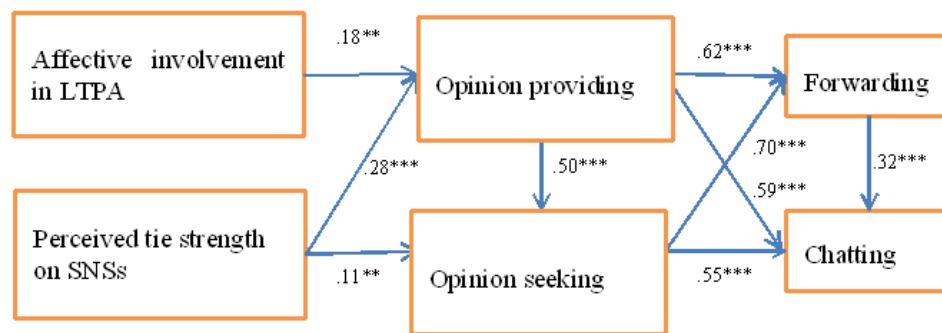 .18**
.62***
Affective involvement
in LTPA
Opinion providing
Forwarding
.28***
.50***
.70***
.32***
.59***
Perceived tie strength
on SNSs
.11**
Opinion seeking
.55***
Chatting